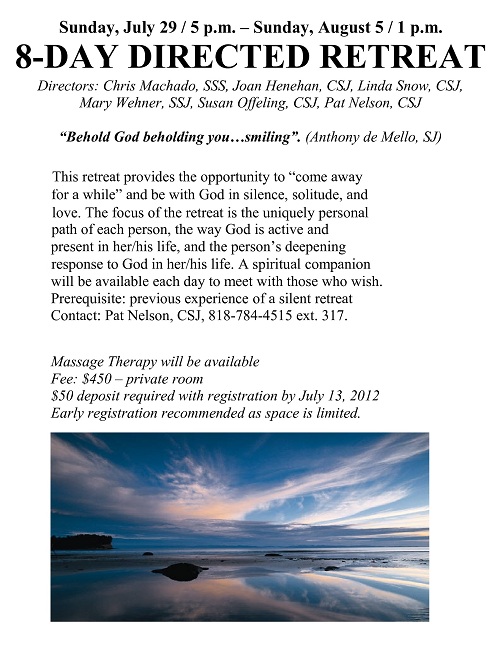 Sunday, July 29 / 5 p.m. – Sunday, August 5 / 1 p.m.
8-DAY DIRECTED RETREAT
Directors: Chris Machado, SSS, Joan Henehan, CSJ, Linda Snow, CSJ,
Mary Wehner, SSJ, Susan Offeling, CSJ, Pat Nelson, CSJ
“Behold God beholding you…smiling”. (Anthony de Mello, SJ)
This retreat provides the opportunity to “come away
for a while” and be with God in silence, solitude, and
love. The focus of the retreat is the uniquely personal
path of each person, the way God is active and
present in her/his life, and the person’s deepening
response to God in her/his life. A spiritual companion
will be available each day to meet with those who wish.
Prerequisite: previous experience of a silent retreat
Contact: Pat Nelson, CSJ, 818-784-4515 ext. 317.
Massage Therapy will be available
Fee: $450 – private room
$50 deposit required with registration by July 13, 2012
Early registration recommended as space is limited.